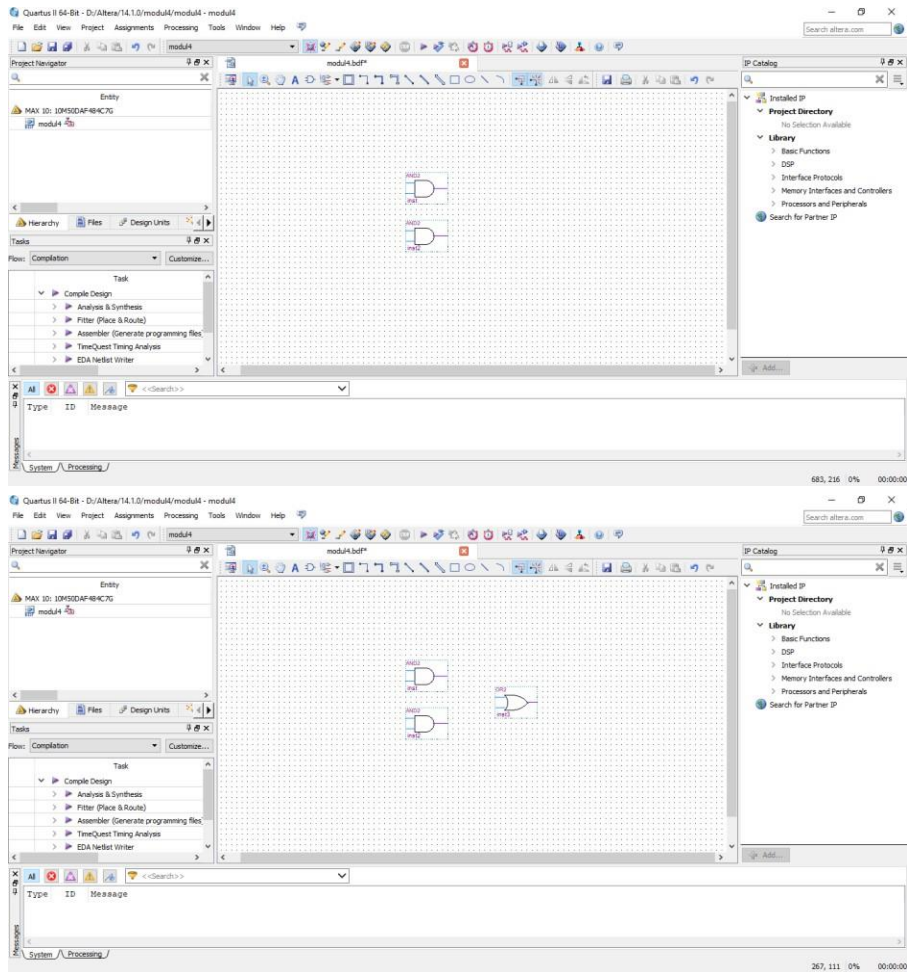 Quartus II 64-Bit - D:/Altera/14.1.0/modul4/modul4 - modul4
File Edit View Project Assignments Processing Tools Window Help
Search altera.com
modul4
Project Navigator
modul4.bdf*
IP Catalog
Entity
MAX 10: 10M50DAF484C7G
modul4
Installed IP
Project Directory
No Selection Available
Library
Basic Functions
DSP
Interface Protocols
Memory Interfaces and Controllers
Processors and Peripherals
Search for Partner IP
AND2
inst
AND2
inst2
Hierarchy Files Design Units
Tasks
Flow: Compilation Customize...
Task
Compile Design
Analysis & Synthesis
Fitter (Place & Route)
Assembler (Generate programming files)
TimeQuest Timing Analysis
EDA Netlist Writer
Add...
All <<Search>>
Type ID Message
Messages
System Processing
683, 216 0% 00:00:00
Quartus II 64-Bit - D:/Altera/14.1.0/modul4/modul4 - modul4
File Edit View Project Assignments Processing Tools Window Help
Search altera.com
modul4
Project Navigator
modul4.bdf*
IP Catalog
Entity
MAX 10: 10M50DAF484C7G
modul4
Installed IP
Project Directory
No Selection Available
Library
Basic Functions
DSP
Interface Protocols
Memory Interfaces and Controllers
Processors and Peripherals
Search for Partner IP
AND2
inst
OR2
inst3
AND2
inst2
Hierarchy Files Design Units
Tasks
Flow: Compilation Customize...
Task
Compile Design
Analysis & Synthesis
Fitter (Place & Route)
Assembler (Generate programming files)
TimeQuest Timing Analysis
EDA Netlist Writer
Add...
All <<Search>>
Type ID Message
Messages
System Processing
267, 111 0% 00:00:00